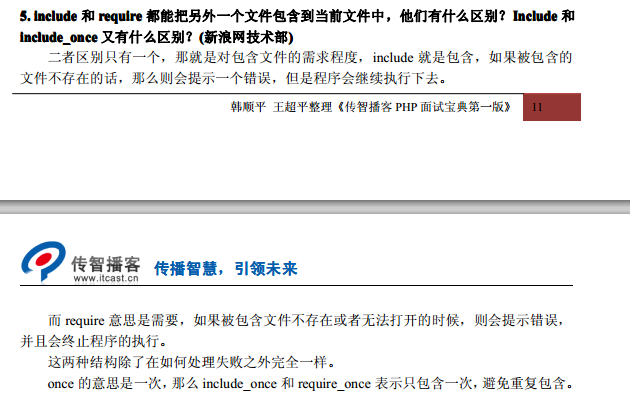 5. include 和 require 都能把另外一个文件包含到当前文件中，他们有什么区别？Include 和
include_once 又有什么区别？(新浪网技术部)
二者区别只有一个，那就是对包含文件的需求程度，include 就是包含，如果被包含的
文件不存在的话，那么则会提示一个错误，但是程序会继续执行下去。
韩顺平 王超平整理《传智播客 PHP 面试宝典第一版》 11
传智播客 传播智慧，引领未来
www.itcast.cn
而 require 意思是需要，如果被包含文件不存在或者无法打开的时候，则会提示错误，
并且会终止程序的执行。
这两种结构除了在如何处理失败之外完全一样。
once 的意思是一次，那么 include_once 和 require_once 表示只包含一次，避免重复包含。